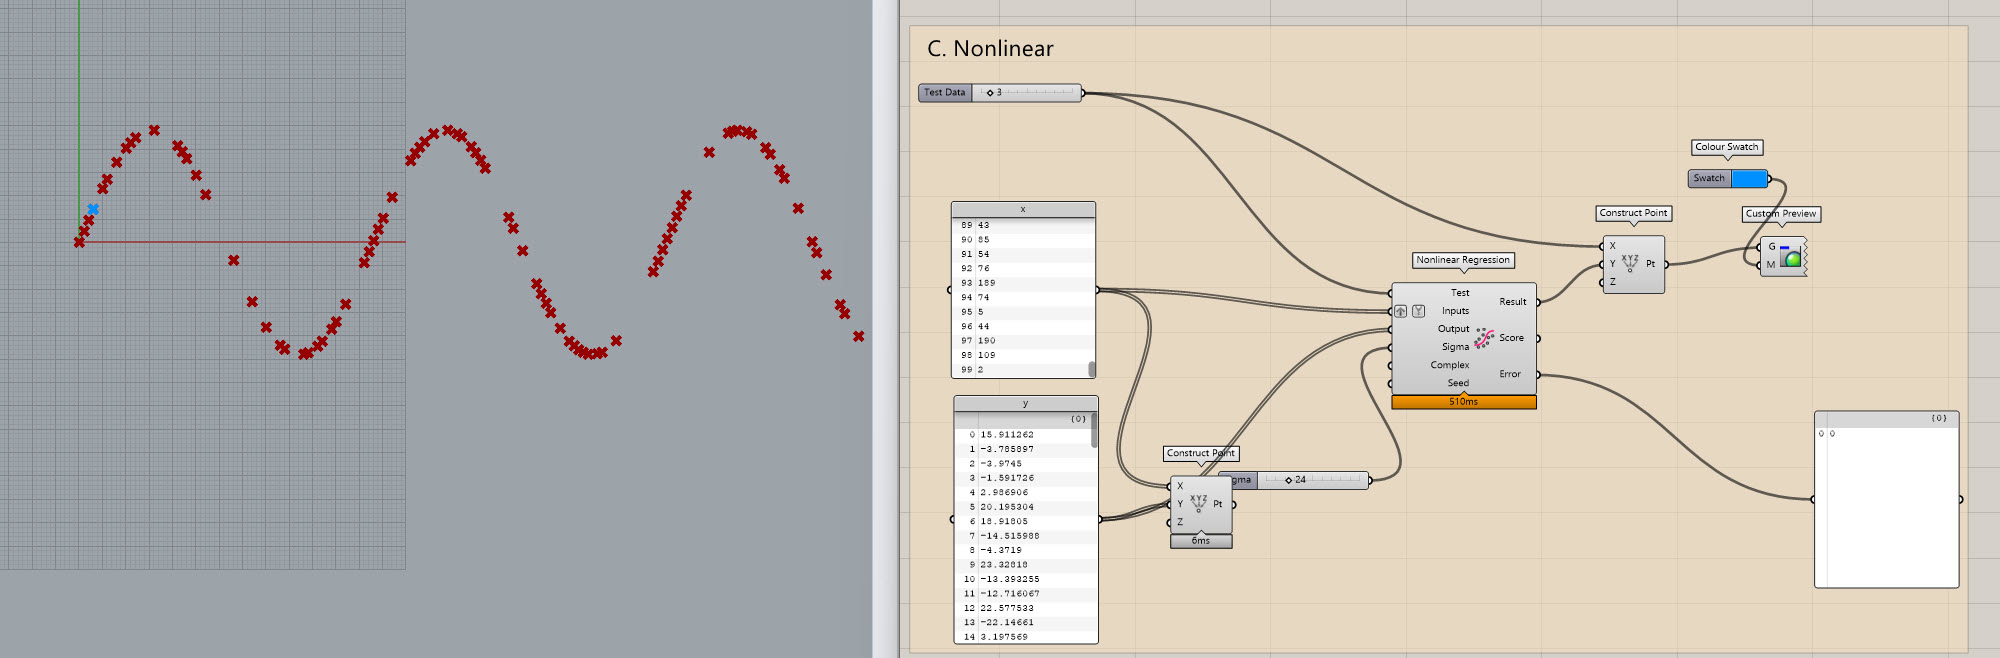 C. Nonlinear
Test Data 3
Colour Swatch
Swatch
Construct Point
Custom Preview
X
Y
Z
XYZ
Pt
G
M
x
89 43
90 85
91 54
92 76
93 189
94 74
95 5
96 44
97 190
98 109
99 2
Nonlinear Regression
Test
Inputs
Output
Sigma
Complex
Seed
Result
Score
Error
510ms
y
{0}
0 15.911262
1 -3.785897
2 -3.9745
3 -1.591726
4 2.986906
5 20.195304
6 18.91805
7 -14.515988
8 -4.3719
9 23.32818
10 -13.393255
11 -12.716067
12 22.577533
13 -22.14661
14 3.197569
Construct Point
gma 24
X
Y
Z
XYZ
Pt
6ms
{0}
0 0